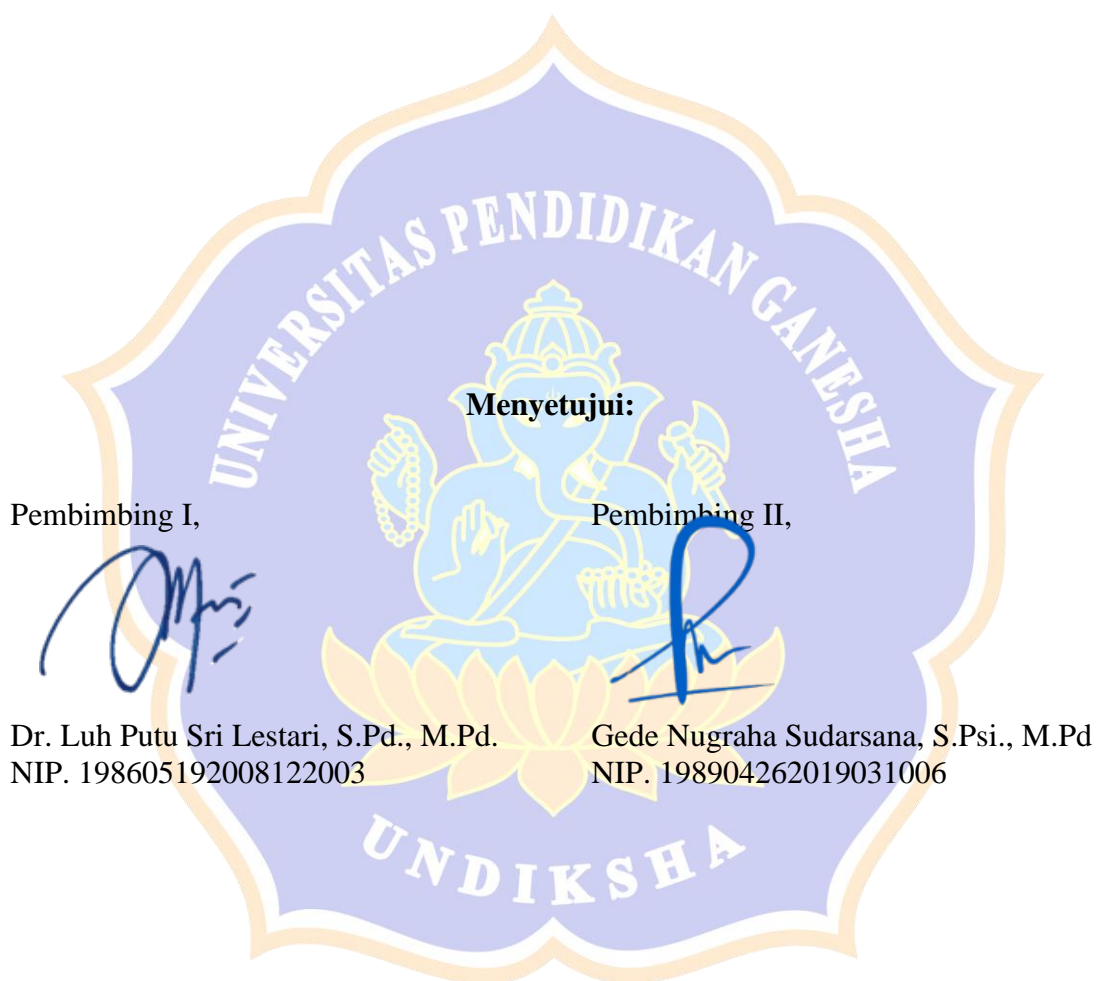 UNIVERSITAS PENDIDIKAN GANESHA
Menyetujui:
Pembimbing I,
Pembimbing II,
Dr. Luh Putu Sri Lestari, S.Pd., M.Pd.
NIP. 198605192008122003
Gede Nugraha Sudarsana, S.Psi., M.Pd
NIP. 198904262019031006
UNDIKSHA